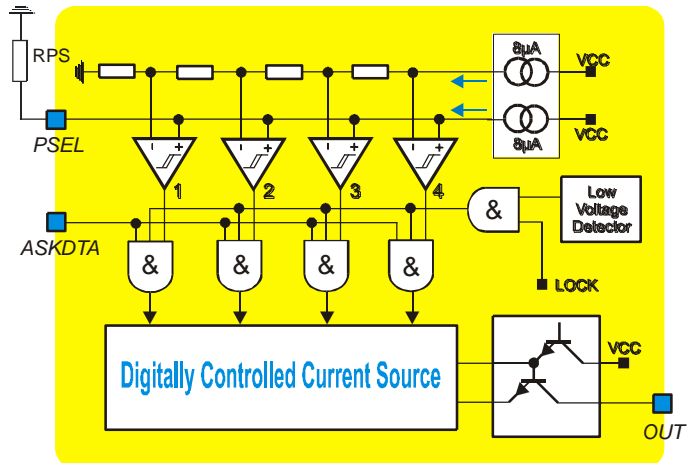 RPS
8µA
VCC
- + - + - + - +
VCC
PSEL
8µA
1 2 3 4
& Low
Voltage
Detector
ASKDTA
& & & &
LOCK
Digitally Controlled Current Source
VCC
OUT